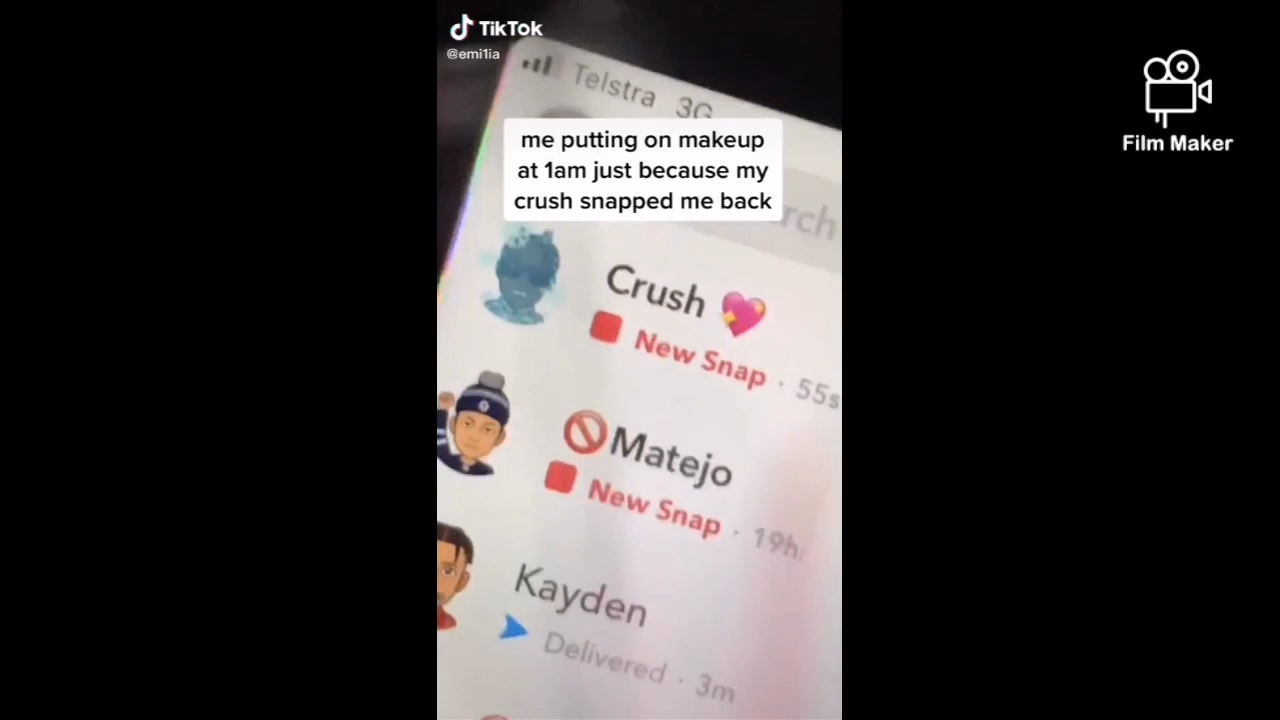 TikTok
@emi1ia
Film Maker
Telstra 3G
me putting on makeup
at 1am just because my
crush snapped me back
rch
Crush 💖
New Snap · 55s
🚫Matejo
New Snap · 19h
Kayden
Delivered · 3m